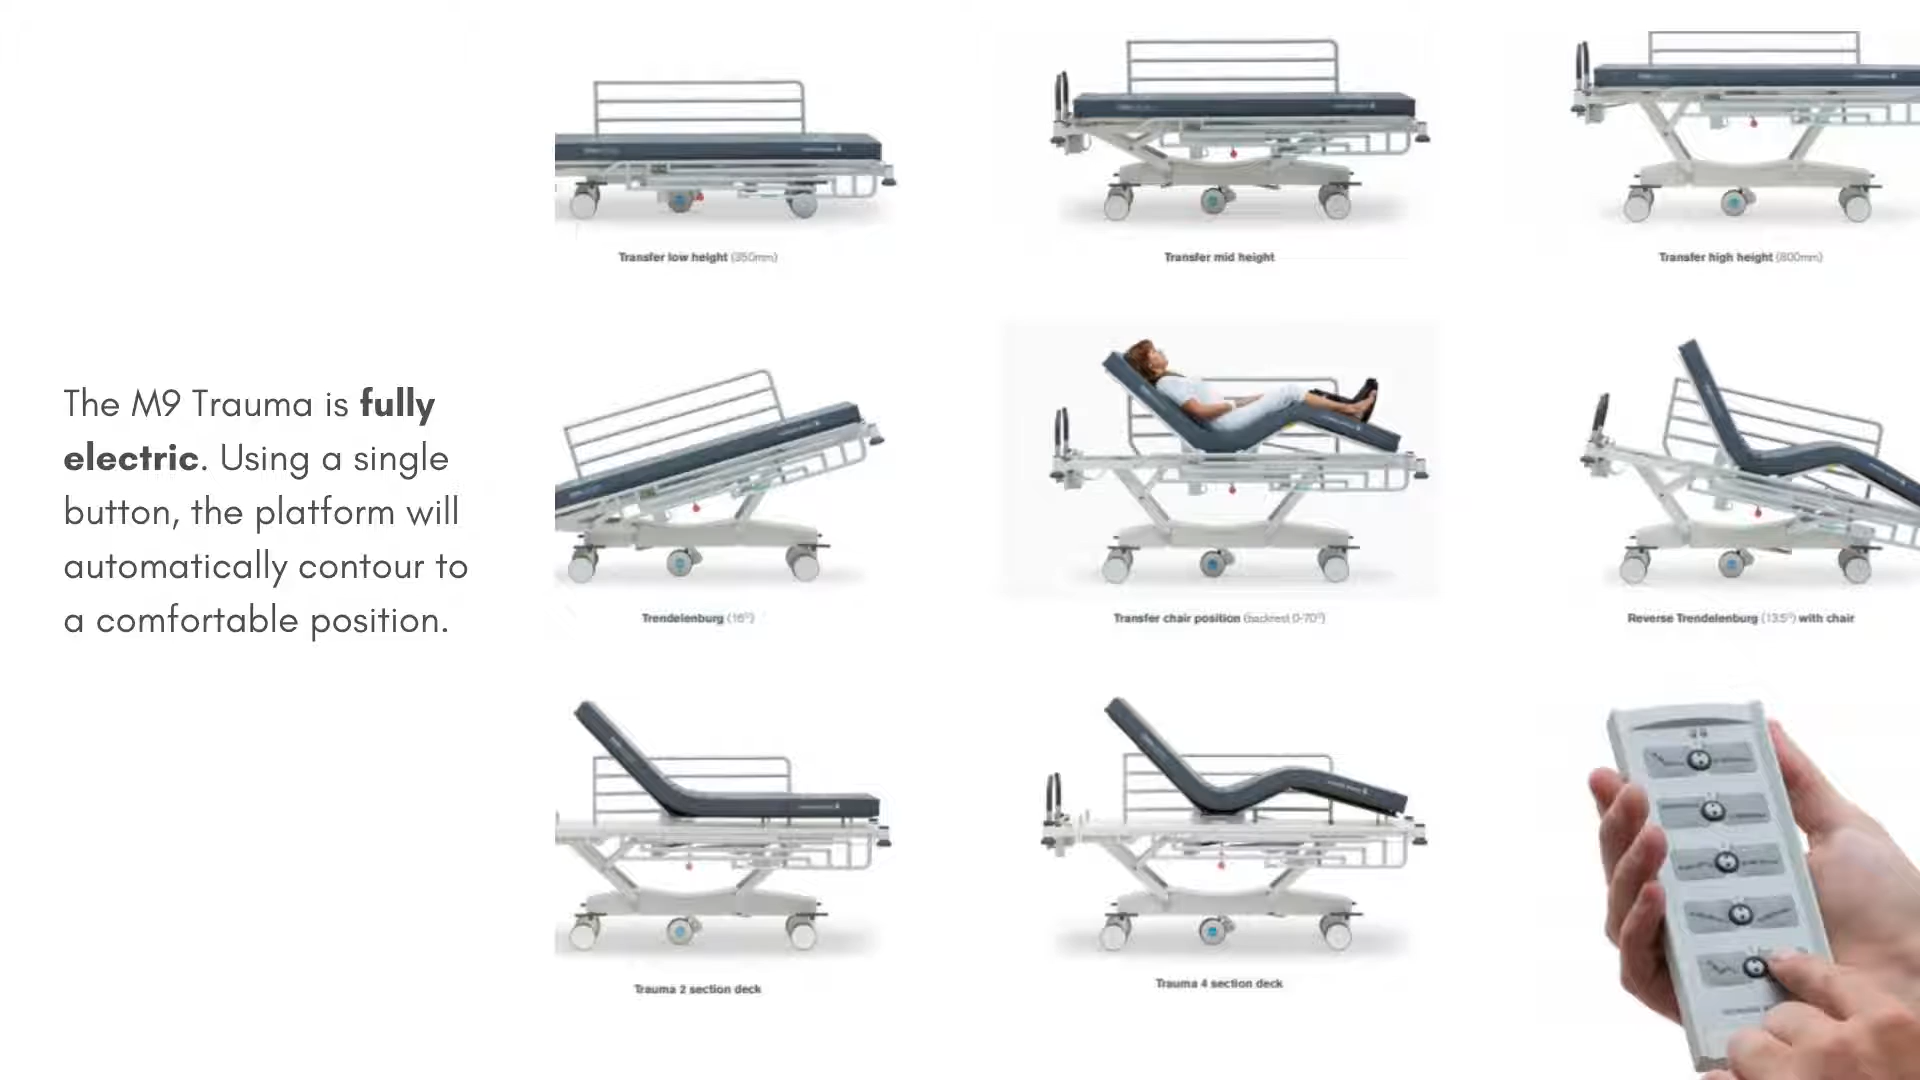 The M9 Trauma is fully
electric. Using a single
button, the platform will
automatically contour to
a comfortable position.
Transfer low height (350mm)
Transfer mid height
Transfer high height (800mm)
Trendelenburg (16°)
Transfer chair position (backrest 0-70°)
Reverse Trendelenburg (13.5°) with chair
Trauma 2 section deck
Trauma 4 section deck